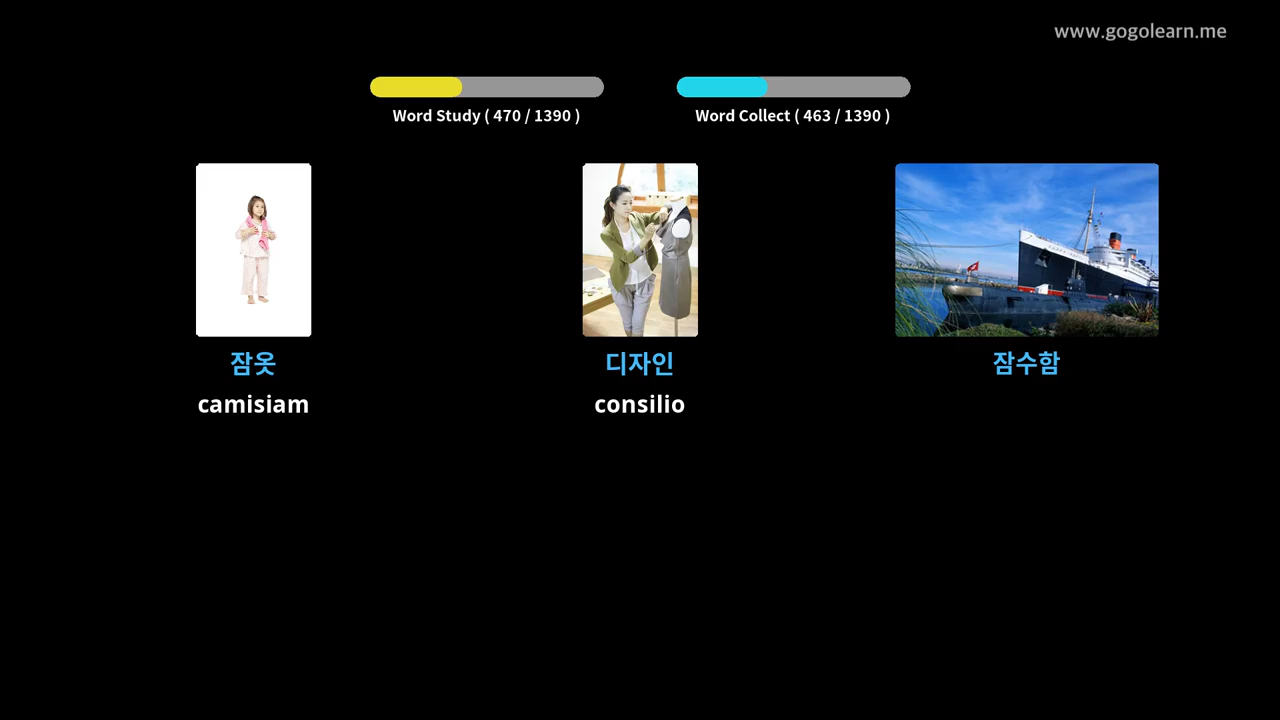 www.gogolearn.me
Word Study ( 470 / 1390 )
Word Collect ( 463 / 1390 )
잠옷
디자인
잠수함
camisiam
consilio